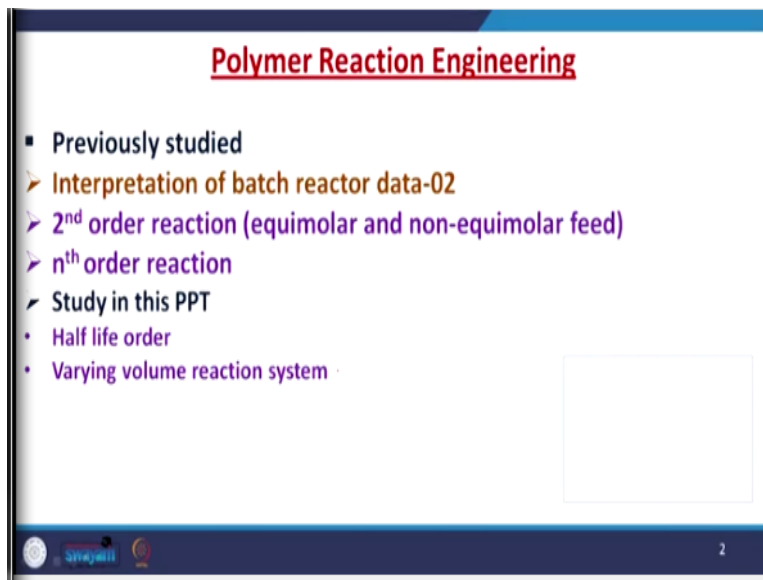 Polymer Reaction Engineering
Previously studied
Interpretation of batch reactor data-02
2nd order reaction (equimolar and non-equimolar feed)
nth order reaction
Study in this PPT
Half life order
Varying volume reaction system
swayam
2